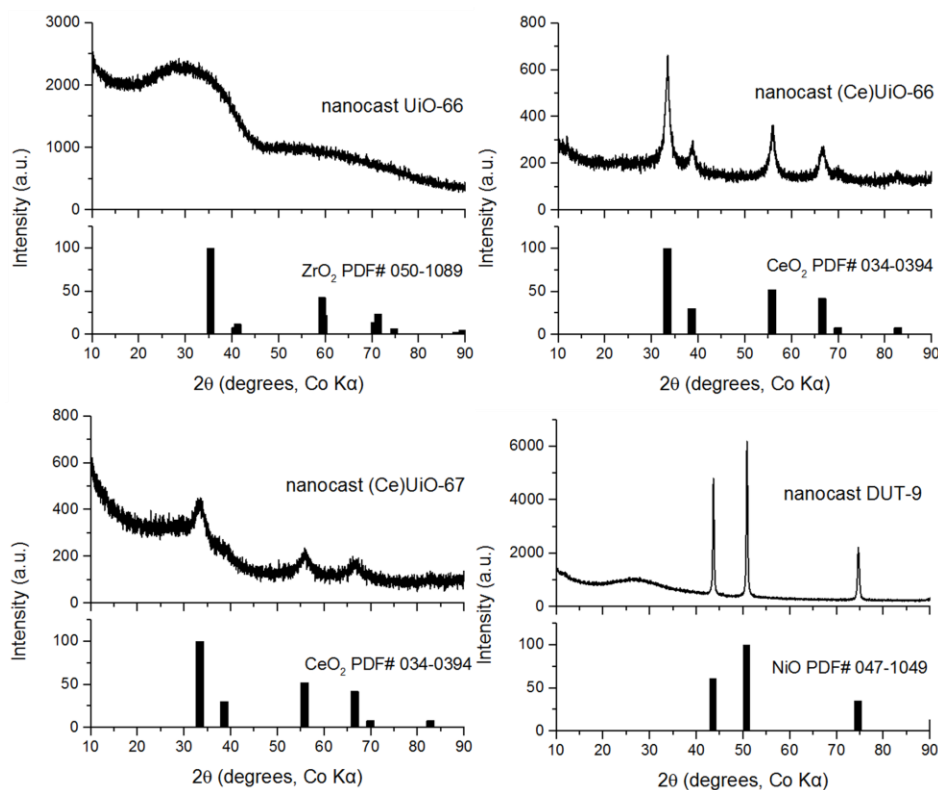 3000
2000
1000
0
Intensity (a.u.)
nanocast UiO-66
100
50
0
ZrO₂ PDF# 050-1089
10 20 30 40 50 60 70 80 90
2θ (degrees, Co Kα)
800
600
400
200
0
Intensity (a.u.)
nanocast (Ce)UiO-66
100
50
0
CeO₂ PDF# 034-0394
10 20 30 40 50 60 70 80 90
2θ (degrees, Co Kα)
800
600
400
200
0
Intensity (a.u.)
nanocast (Ce)UiO-67
100
50
0
CeO₂ PDF# 034-0394
10 20 30 40 50 60 70 80 90
2θ (degrees, Co Kα)
6000
4000
2000
0
Intensity (a.u.)
nanocast DUT-9
100
50
0
NiO PDF# 047-1049
10 20 30 40 50 60 70 80 90
2θ (degrees, Co Kα)